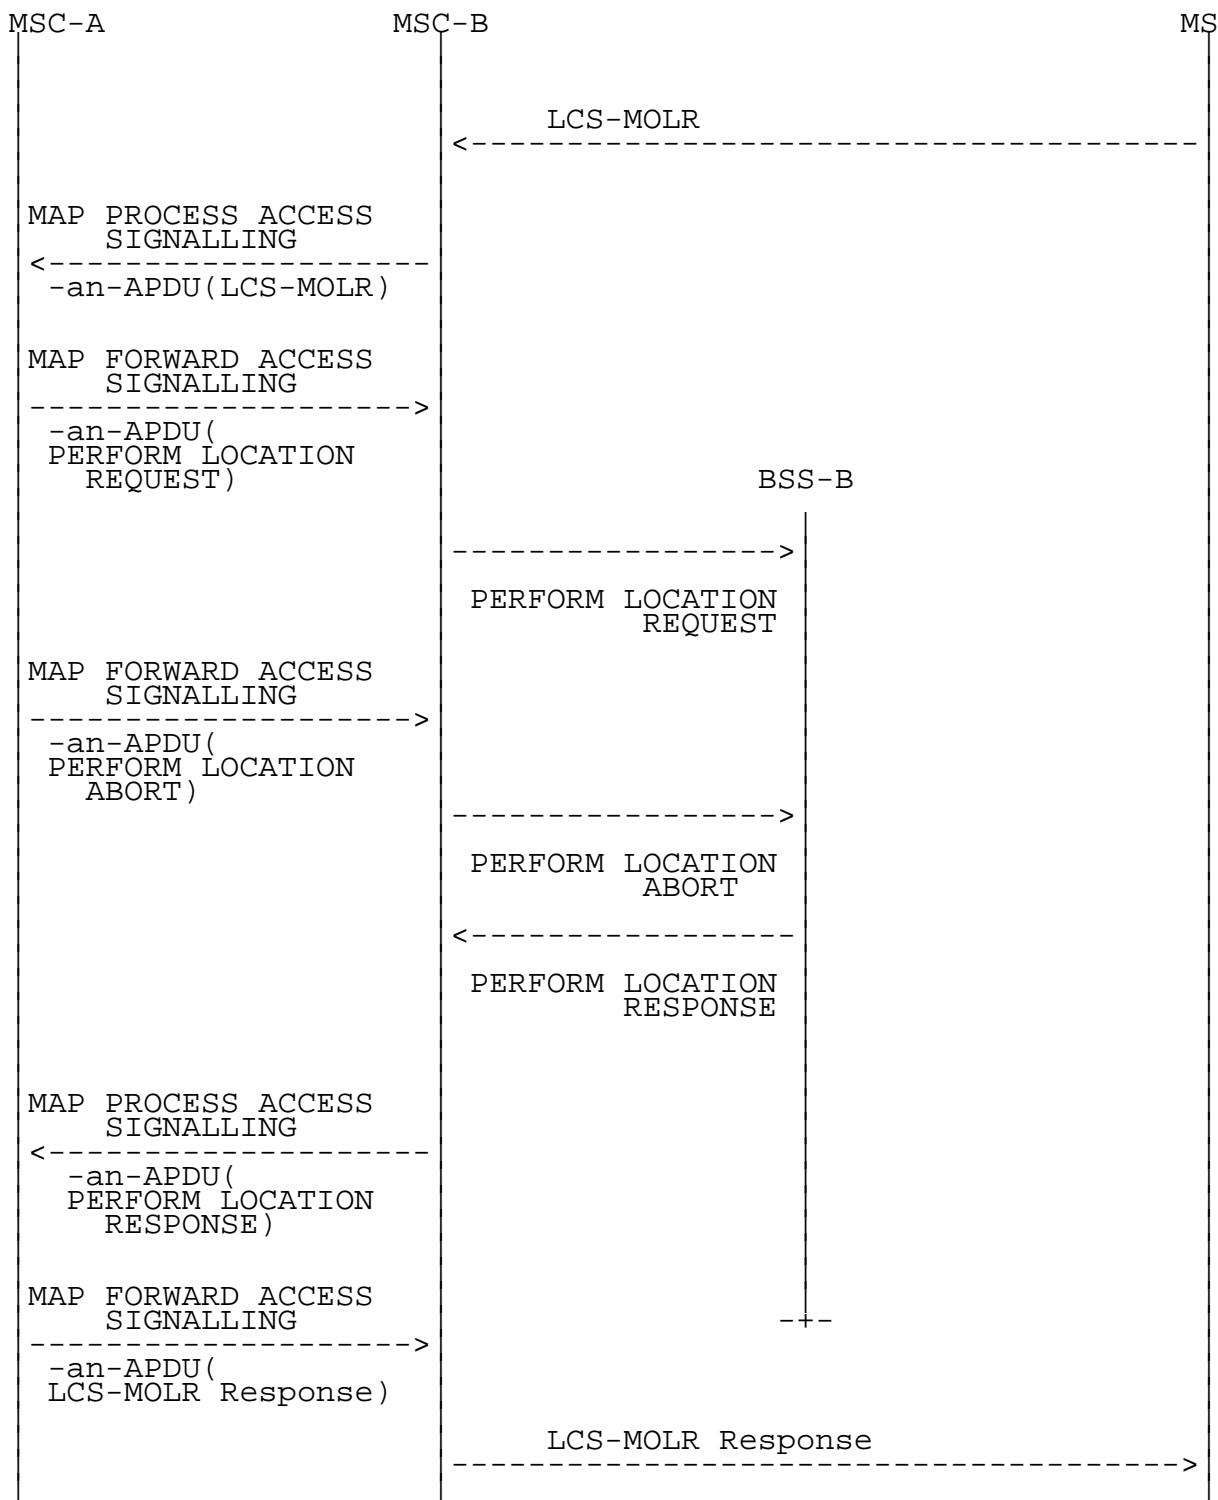 MSC-A MSC-B MS
LCS-MOLR
<--------------------------------------
MAP PROCESS ACCESS
SIGNALLING
<--------------------
-an-APDU(LCS-MOLR)
MAP FORWARD ACCESS
SIGNALLING
-------------------->
-an-APDU(
PERFORM LOCATION
REQUEST)
BSS-B
----------------->
PERFORM LOCATION
REQUEST
MAP FORWARD ACCESS
SIGNALLING
-------------------->
-an-APDU(
PERFORM LOCATION
ABORT)
----------------->
PERFORM LOCATION
ABORT
<-----------------
PERFORM LOCATION
RESPONSE
MAP PROCESS ACCESS
SIGNALLING
<--------------------
-an-APDU(
PERFORM LOCATION
RESPONSE)
MAP FORWARD ACCESS
SIGNALLING
-+-
-------------------->
-an-APDU(
LCS-MOLR Response)
LCS-MOLR Response
-------------------------------------->